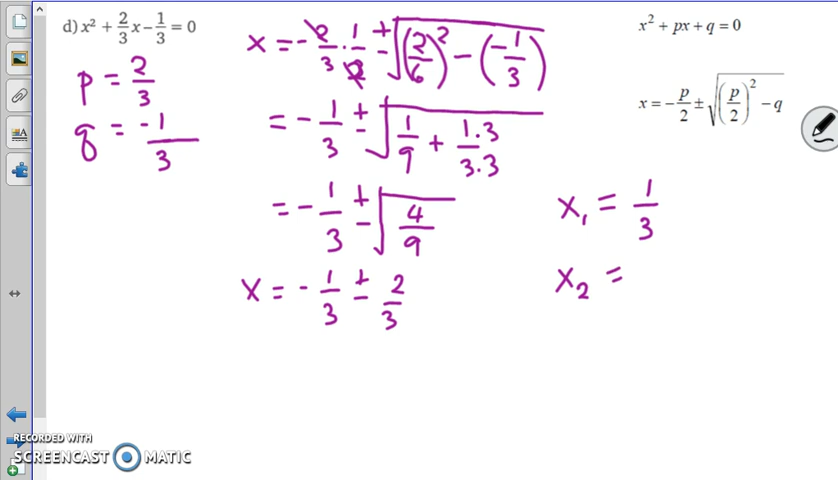 d) x² + 2/3 x − 1/3 = 0
p = 2/3
q = −1/3
x = − 2/3 · 1/2 ± √((2/6)² − (−1/3))
= − 1/3 ± √(1/9 + 1·3/3·3)
= − 1/3 ± √(4/9)
x = − 1/3 ± 2/3
x² + px + q = 0
x = − p/2 ± √((p/2)² − q)
x₁ = 1/3
x₂ =
RECORDED WITH
SCREENCAST MATIC